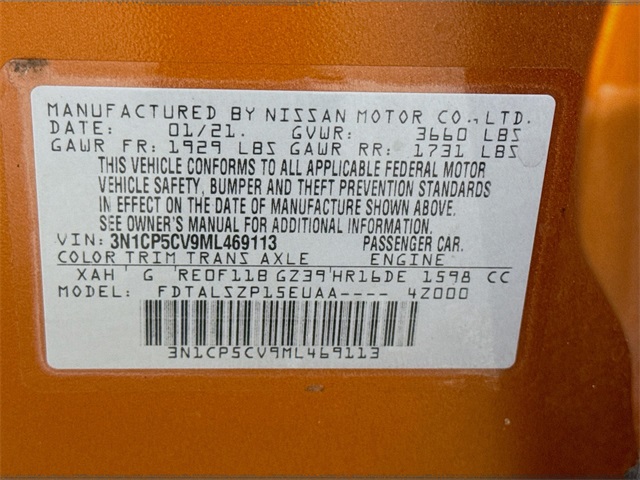 MANUFACTURED BY NISSAN MOTOR CO., LTD.
DATE: 01/21. GVWR: 3660 LBS
GAWR FR: 1929 LBS GAWR RR: 1731 LBS
THIS VEHICLE CONFORMS TO ALL APPLICABLE FEDERAL MOTOR
VEHICLE SAFETY, BUMPER AND THEFT PREVENTION STANDARDS
IN EFFECT ON THE DATE OF MANUFACTURE SHOWN ABOVE.
SEE OWNER'S MANUAL FOR ADDITIONAL INFORMATION.
VIN: 3N1CP5CV9ML469113 PASSENGER CAR.
COLOR TRIM TRANS AXLE ENGINE
XAH G RE0F11B GZ39 HR16DE 1598 CC
MODEL: FDTALSZP15EUAA---- 4Z000
3N1CP5CV9ML469113